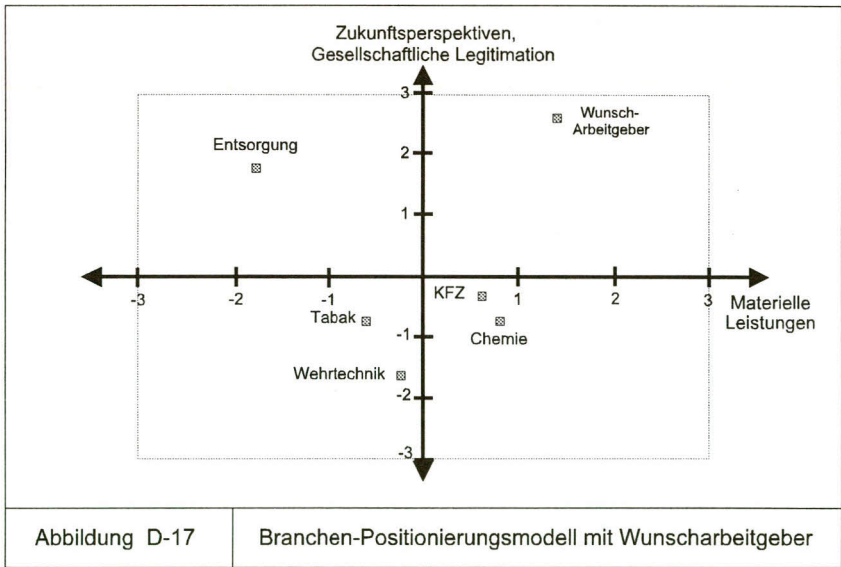 Zukunftsperspektiven,
Gesellschaftliche Legitimation
3
Wunsch-
Arbeitgeber
Entsorgung
2
1
-3 -2 -1 1 2 3
KFZ
Materielle
Leistungen
Tabak
-1
Chemie
Wehrtechnik
-2
-3
Abbildung D-17 Branchen-Positionierungsmodell mit Wunscharbeitgeber